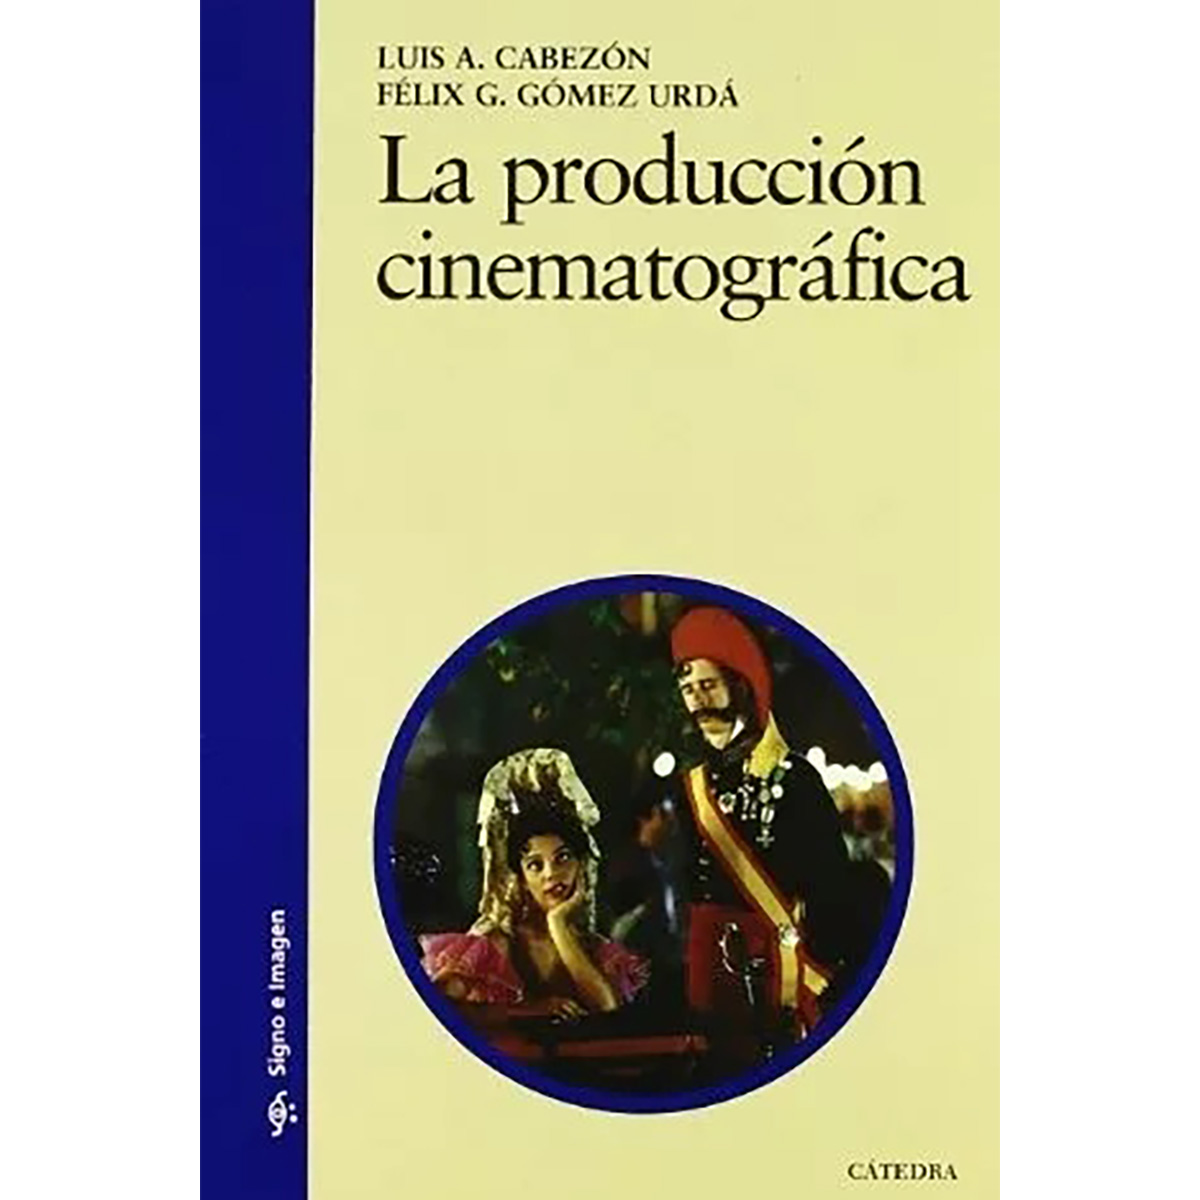 LUIS A. CABEZÓN
FÉLIX G. GÓMEZ URDÁ
La producción
cinematográfica
Signo e Imagen
CÁTEDRA